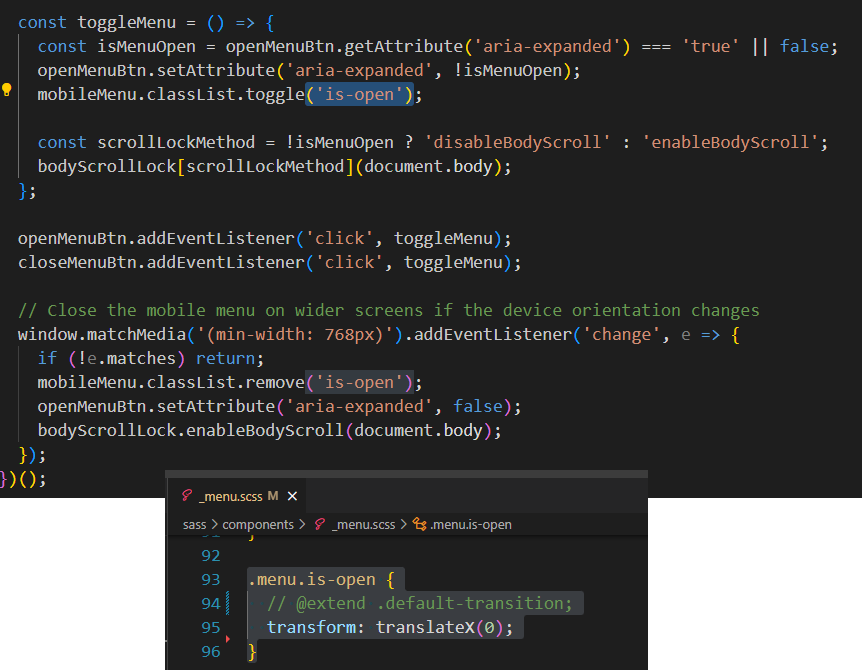 const toggleMenu = () => {
const isMenuOpen = openMenuBtn.getAttribute('aria-expanded') === 'true' || false;
openMenuBtn.setAttribute('aria-expanded', !isMenuOpen);
mobileMenu.classList.toggle('is-open');
const scrollLockMethod = !isMenuOpen ? 'disableBodyScroll' : 'enableBodyScroll';
bodyScrollLock[scrollLockMethod](document.body);
};
openMenuBtn.addEventListener('click', toggleMenu);
closeMenuBtn.addEventListener('click', toggleMenu);
// Close the mobile menu on wider screens if the device orientation changes
window.matchMedia('(min-width: 768px)').addEventListener('change', e => {
if (!e.matches) return;
mobileMenu.classList.remove('is-open');
openMenuBtn.setAttribute('aria-expanded', false);
bodyScrollLock.enableBodyScroll(document.body);
});
})();
_menu.scss M ×
sass > components > _menu.scss > .menu.is-open
91 }
92
93 .menu.is-open {
94 // @extend .default-transition;
95 transform: translateX(0);
96 }